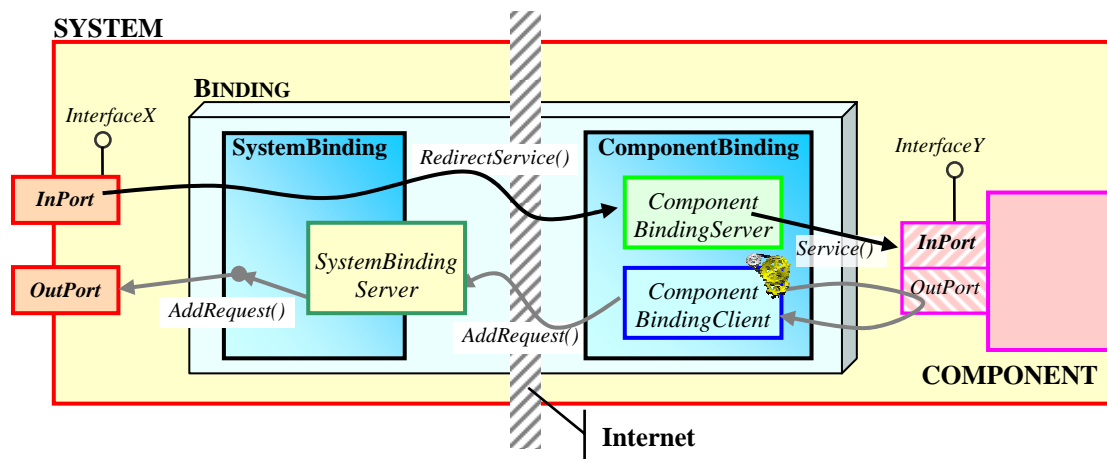 SYSTEM
BINDING
InterfaceX
SystemBinding
ComponentBinding
InterfaceY
RedirectService()
InPort
Component
BindingServer
InPort
Service()
SystemBinding
Server
OutPort
OutPort
Component
BindingClient
AddRequest()
AddRequest()
COMPONENT
Internet